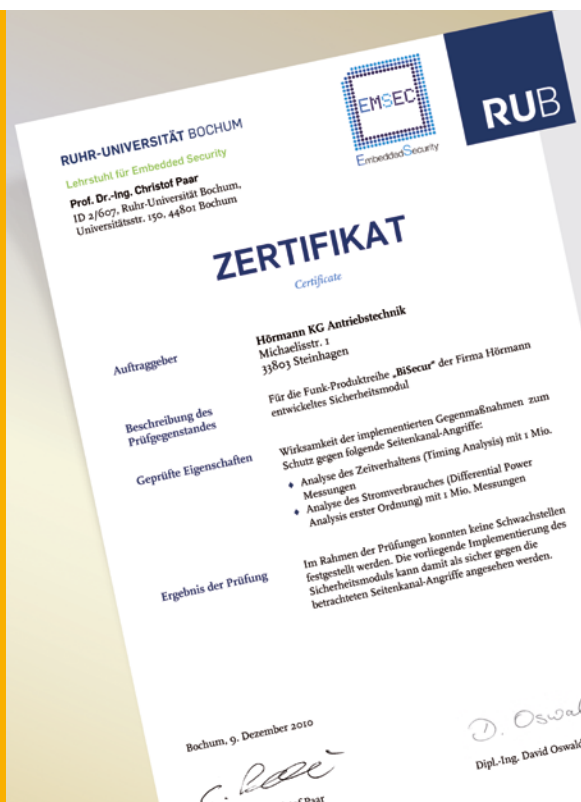 RUHR-UNIVERSITÄT BOCHUM
Lehrstuhl für Embedded Security
Prof. Dr.-Ing. Christof Paar
ID 2/607, Ruhr-Universität Bochum,
Universitätsstr. 150, 44801 Bochum
EMSEC
EmbeddedSecurity
RUB
ZERTIFIKAT
Certificate
Auftraggeber
Hörmann KG Antriebstechnik
Michaelisstr. 1
33803 Steinhagen
Beschreibung des
Prüfgegenstandes
Für die Funk-Produktreihe „BiSecur“ der Firma Hörmann
entwickeltes Sicherheitsmodul
Geprüfte Eigenschaften
Wirksamkeit der implementierten Gegenmaßnahmen zum
Schutz gegen folgende Seitenkanal-Angriffe:
♦ Analyse des Zeitverhaltens (Timing Analysis) mit 1 Mio.
Messungen
♦ Analyse des Stromverbrauches (Differential Power
Analysis erster Ordnung) mit 1 Mio. Messungen
Ergebnis der Prüfung
Im Rahmen der Prüfungen konnten keine Schwachstellen
festgestellt werden. Die vorliegende Implementierung des
Sicherheitsmoduls kann damit als sicher gegen die
betrachteten Seitenkanal-Angriffe angesehen werden.
Bochum, 9. Dezember 2010
D. Oswal
Dipl.-Ing. David Oswald
Paar